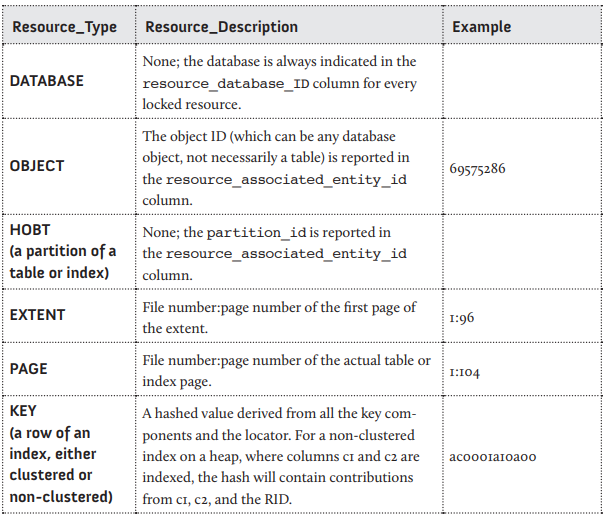 Resource_Type Resource_Description Example
DATABASE
None; the database is always indicated in the
resource_database_ID column for every
locked resource.
OBJECT
The object ID (which can be any database
object, not necessarily a table) is reported in
the resource_associated_entity_id
column.
69575286
HOBT
(a partition of a
table or index)
None; the partition_id is reported in
the resource_associated_entity_id
column.
EXTENT
File number:page number of the first page of
the extent.
1:96
PAGE
File number:page number of the actual table or
index page.
1:104
KEY
(a row of an
index, either
clustered or
non-clustered)
A hashed value derived from all the key com-
ponents and the locator. For a non-clustered
index on a heap, where columns c1 and c2 are
indexed, the hash will contain contributions
from c1, c2, and the RID.
ac0001a10a00